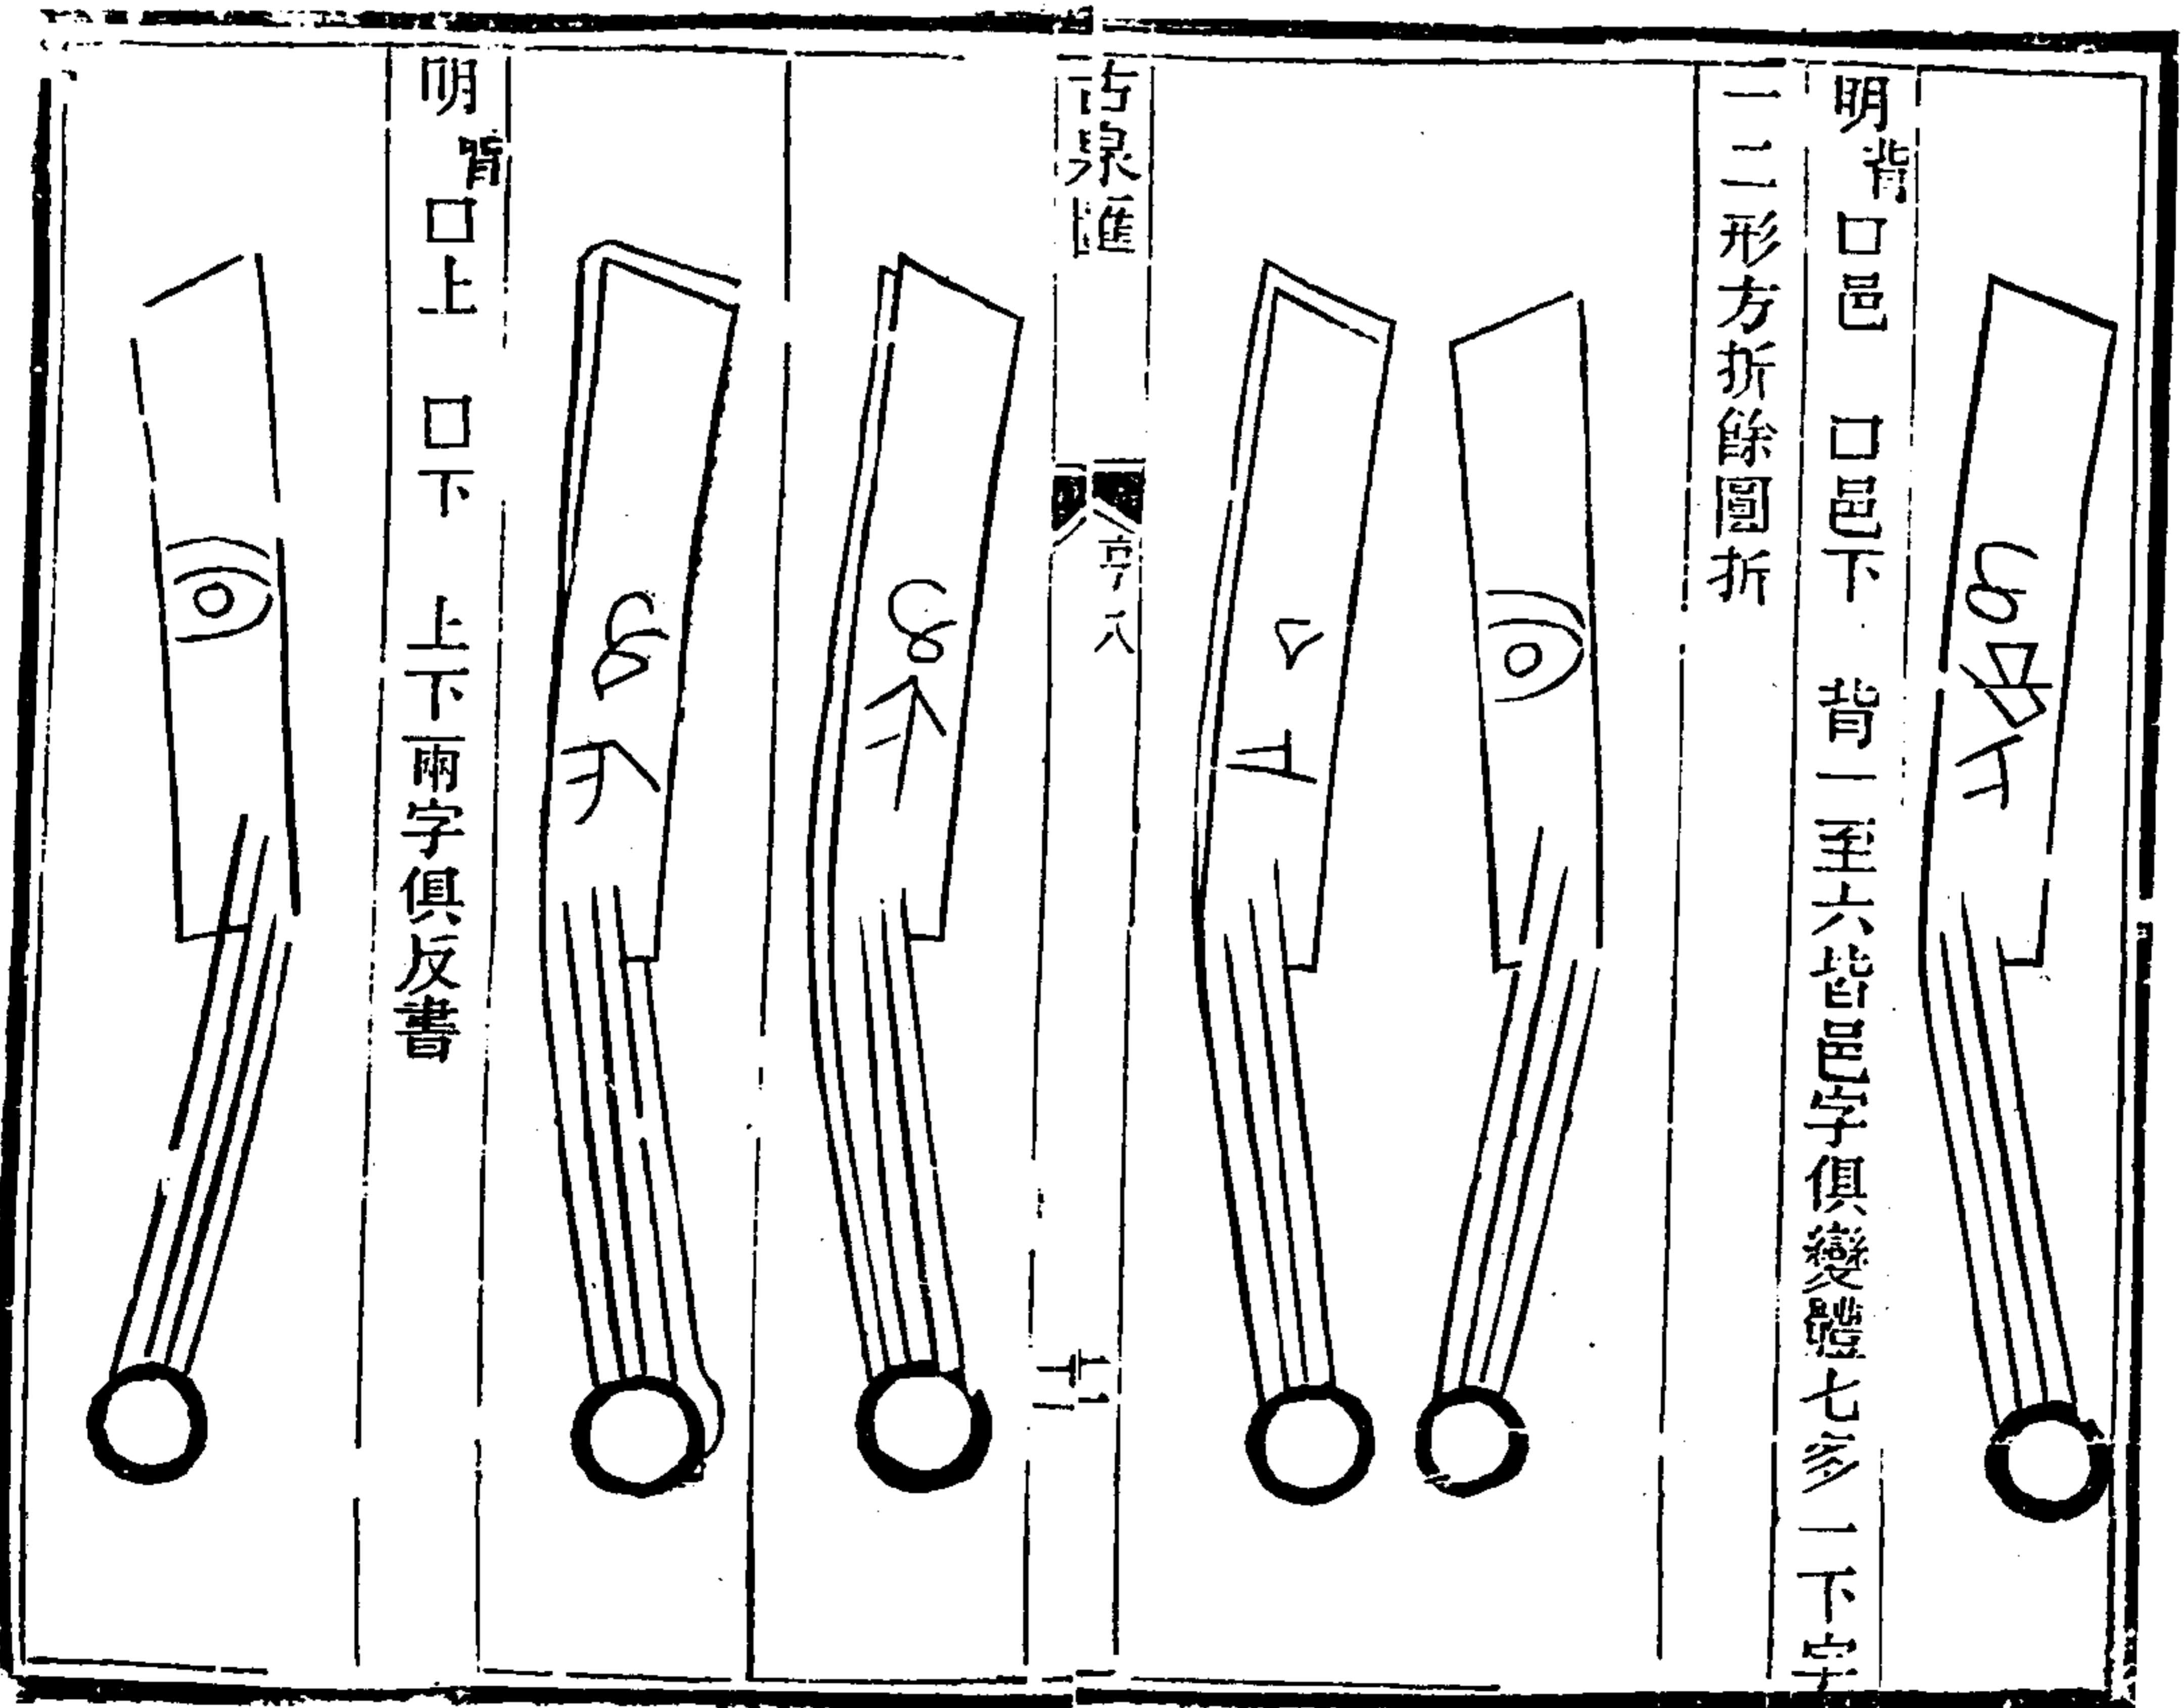 明背 口邑 口邑下 背一至六皆邑字俱變體七多一下字
一二形方折餘圓折
古泉匯
亨八
十一
明背 口上 口下 上下兩字俱反書